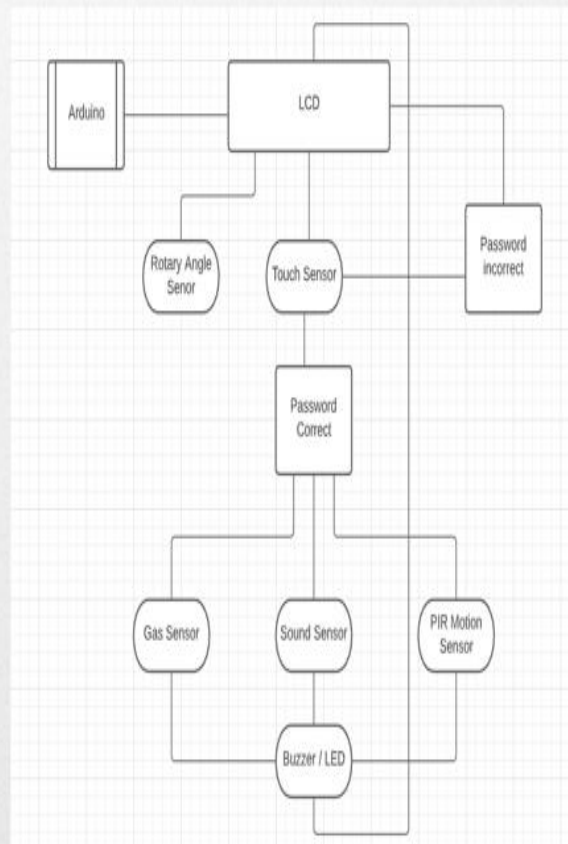 LCD
Arduino
Password
incorrect
Rotary Angle
Senor
Touch Sensor
Password
Correct
Gas Sensor
Sound Sensor
PIR Motion
Sensor
Buzzer / LED